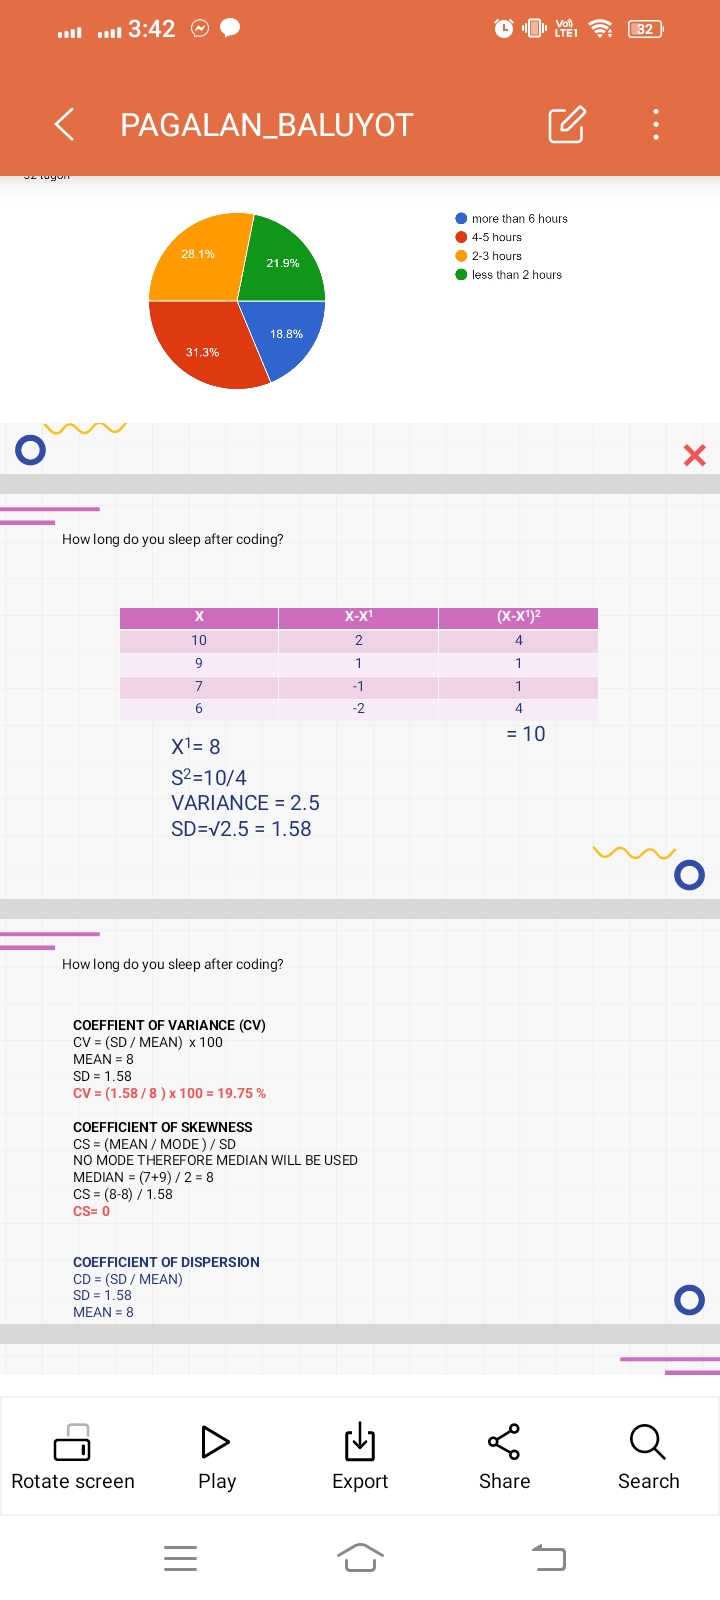 3:42 VoD LTE1 32
PAGALAN_BALUYOT
32 tugon
28.1%
21.9%
31.3%
18.8%
more than 6 hours
4-5 hours
2-3 hours
less than 2 hours
How long do you sleep after coding?
X X-X¹ (X-X¹)²
10 2 4
9 1 1
7 -1 1
6 -2 4
= 10
X¹= 8
S²=10/4
VARIANCE = 2.5
SD=√2.5 = 1.58
How long do you sleep after coding?
COEFFIENT OF VARIANCE (CV)
CV = (SD / MEAN) x 100
MEAN = 8
SD = 1.58
CV = (1.58 / 8 ) x 100 = 19.75 %
COEFFICIENT OF SKEWNESS
CS = (MEAN / MODE ) / SD
NO MODE THEREFORE MEDIAN WILL BE USED
MEDIAN = (7+9) / 2 = 8
CS = (8-8) / 1.58
CS= 0
COEFFICIENT OF DISPERSION
CD = (SD / MEAN)
SD = 1.58
MEAN = 8
Rotate screen Play Export Share Search